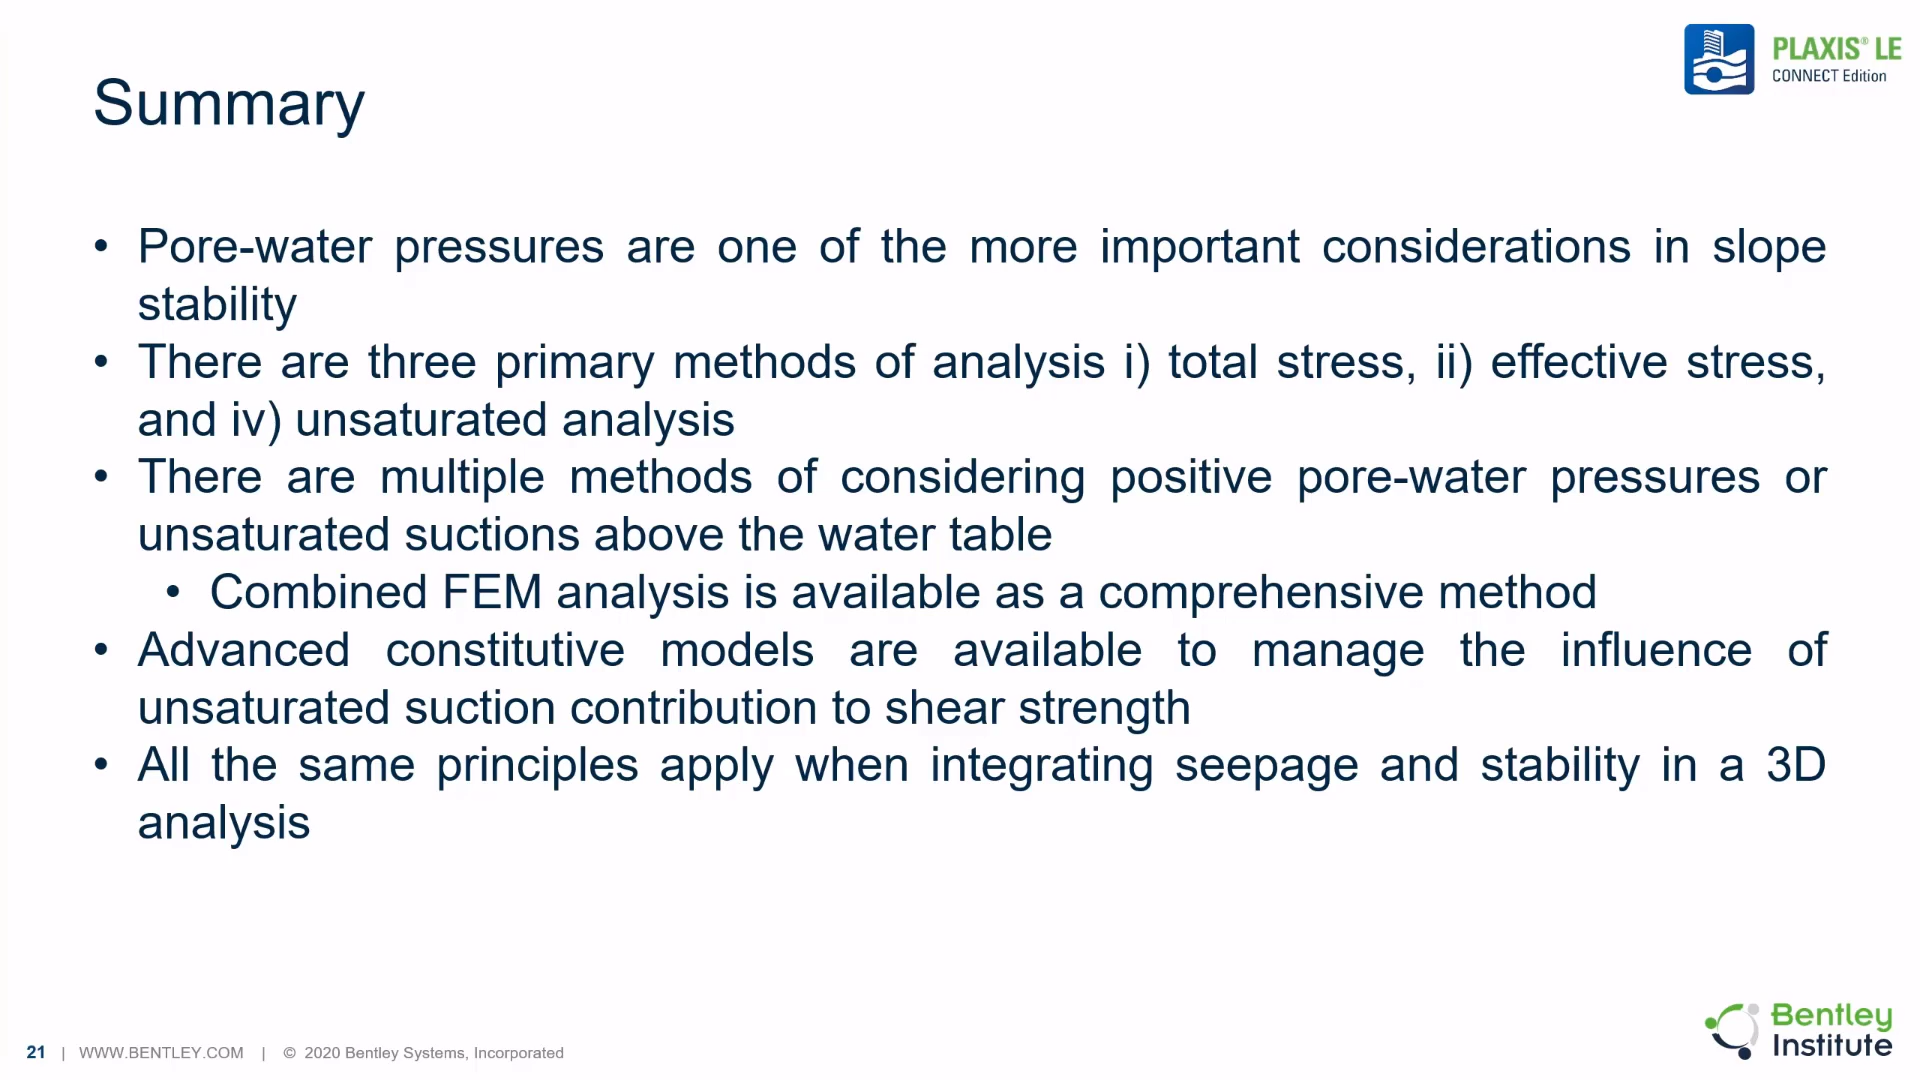 PLAXIS® LE
CONNECT Edition
Summary
• Pore-water pressures are one of the more important considerations in slope
stability
• There are three primary methods of analysis i) total stress, ii) effective stress,
and iv) unsaturated analysis
• There are multiple methods of considering positive pore-water pressures or
unsaturated suctions above the water table
• Combined FEM analysis is available as a comprehensive method
• Advanced constitutive models are available to manage the influence of
unsaturated suction contribution to shear strength
• All the same principles apply when integrating seepage and stability in a 3D
analysis
21 | WWW.BENTLEY.COM | © 2020 Bentley Systems, Incorporated
Bentley
Institute